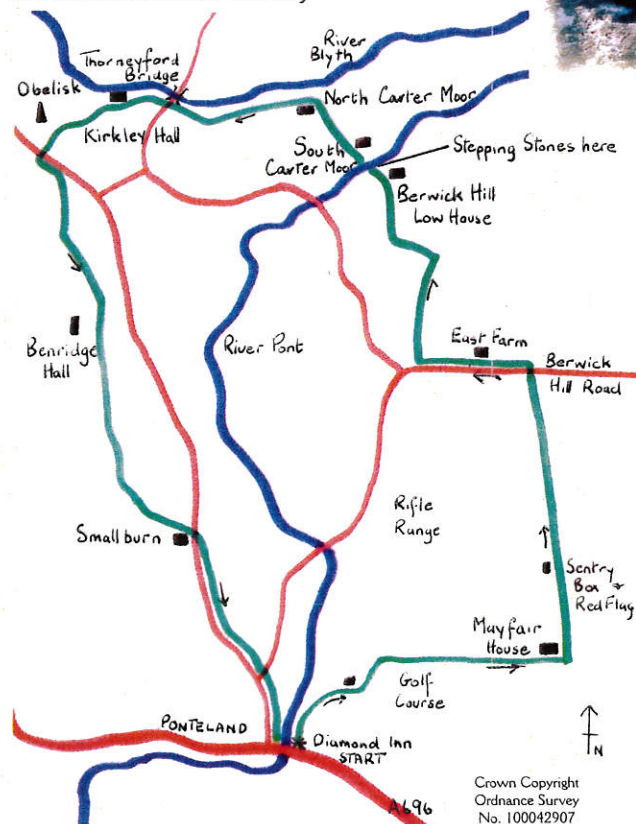 River
Blyth
Thorneyford
Bridge
Obelisk
North Carter Moor
Kirkley Hall
South
Carter Moor
Stepping Stones here
Berwick Hill
Low House
East Farm
Berwick
Hill Road
Benridge
Hall
River Pont
Rifle
Range
Smallburn
Sentry
Box +
Red Flag
Mayfair
House
Golf
Course
PONTELAND
Diamond Inn
START
N
A696
Crown Copyright
Ordnance Survey
No. 100042907